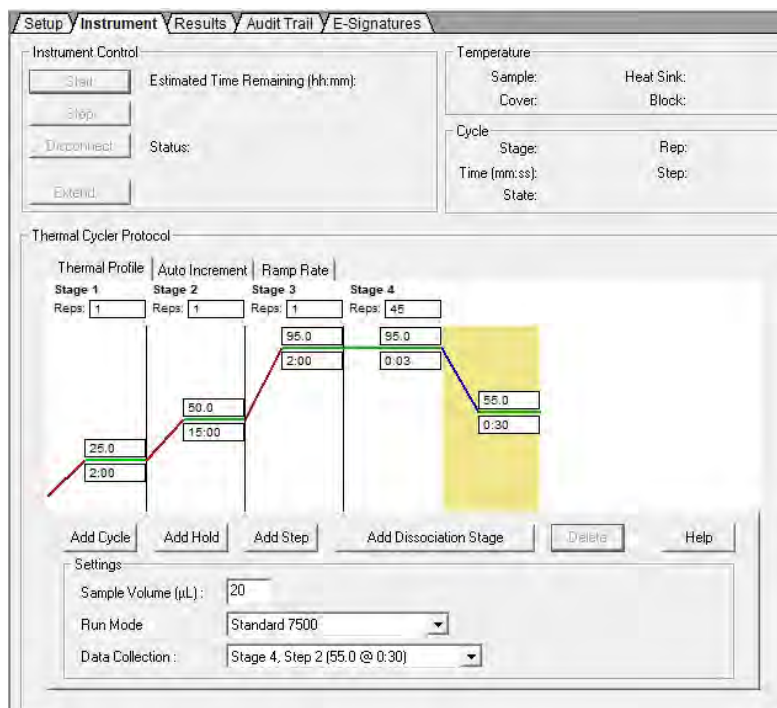 Setup Instrument Results Audit Trail E-Signatures
Instrument Control
Start Estimated Time Remaining (hh:mm):
Stop
Disconnect Status:
Extend
Temperature
Sample: Heat Sink:
Cover: Block:
Cycle
Stage: Rep:
Time (mm:ss): Step:
State:
Thermal Cycler Protocol
Thermal Profile Auto Increment Ramp Rate
Stage 1 Stage 2 Stage 3 Stage 4
Reps: 1 Reps: 1 Reps: 1 Reps: 45
95.0 95.0
2:00 0:03
50.0 55.0
15:00 0:30
25.0
2:00
Add Cycle Add Hold Add Step Add Dissociation Stage Delete Help
Settings
Sample Volume (µL) : 20
Run Mode Standard 7500
Data Collection : Stage 4, Step 2 (55.0 @ 0:30)